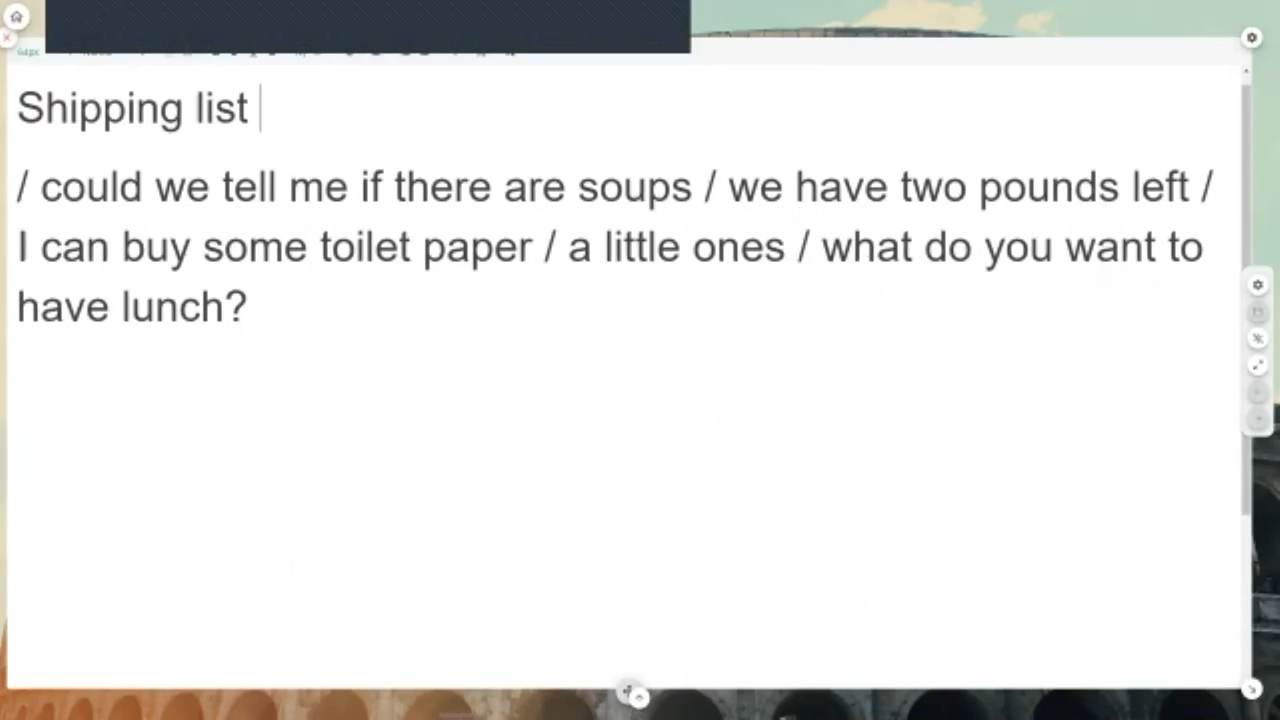 Shipping list
/ could we tell me if there are soups / we have two pounds left /
I can buy some toilet paper / a little ones / what do you want to
have lunch?